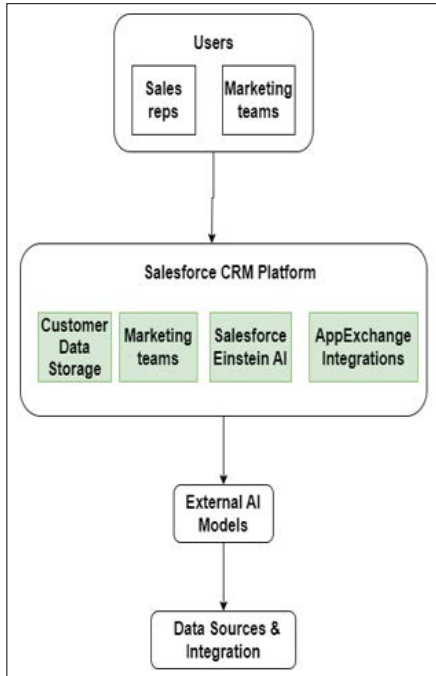 Users
Sales
reps
Marketing
teams
Salesforce CRM Platform
Customer
Data
Storage
Marketing
teams
Salesforce
Einstein AI
AppExchange
Integrations
External AI
Models
Data Sources &
Integration